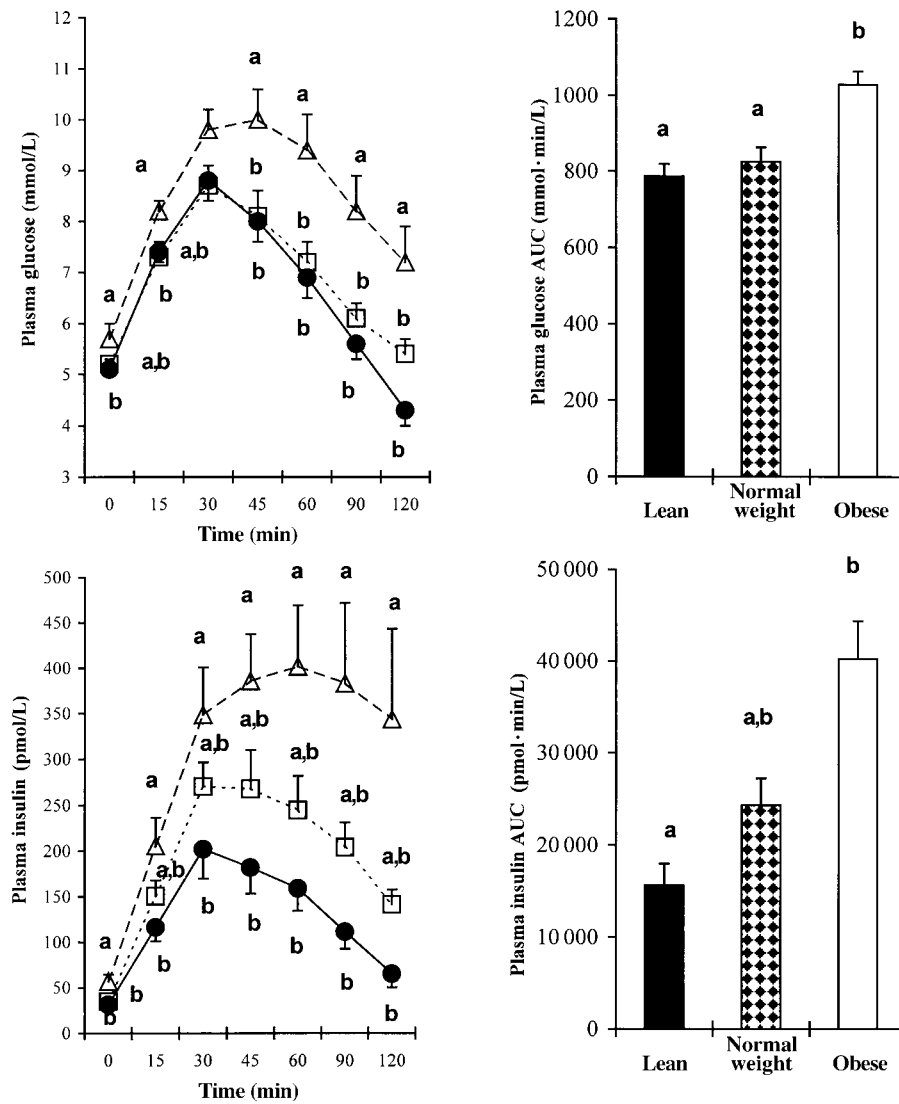 12
11
10
9
8
7
6
5
4
3
Plasma glucose (mmol/L)
a
a
a
a
a
a
b
b
b
b
a,b
b
b
b
a,b
b
b
b
0 15 30 45 60 90 120
Time (min)
1200
1000
800
600
400
200
0
Plasma glucose AUC (mmol·min/L)
a
a
b
Lean
Normal
weight
Obese
500
450
400
350
300
250
200
150
100
50
0
Plasma insulin (pmol/L)
a
a
a
a
a
a
a
a,b
a,b
a,b
a,b
a,b
a,b
b
b
b
b
b
b
b
b
0 15 30 45 60 90 120
Time (min)
50 000
40 000
30 000
20 000
10 000
0
Plasma insulin AUC (pmol·min/L)
a
a,b
b
Lean
Normal
weight
Obese